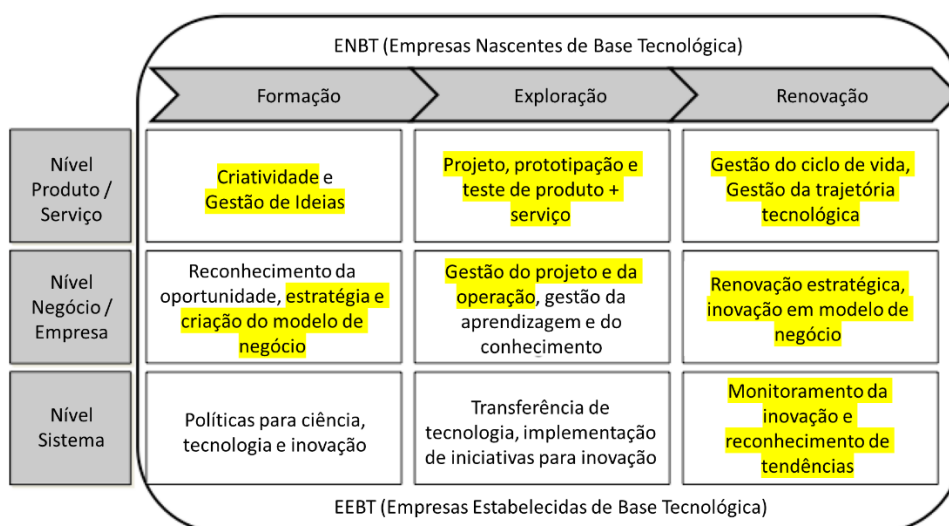 ENBT (Empresas Nascentes de Base Tecnológica)
Formação
Exploração
Renovação
Nível
Produto /
Serviço
Criatividade e
Gestão de Ideias
Projeto, prototipação e
teste de produto +
serviço
Gestão do ciclo de vida,
Gestão da trajetória
tecnológica
Nível
Negócio /
Empresa
Reconhecimento da
oportunidade, estratégia e
criação do modelo de
negócio
Gestão do projeto e da
operação, gestão da
aprendizagem e do
conhecimento
Renovação estratégica,
inovação em modelo de
negócio
Nível
Sistema
Políticas para ciência,
tecnologia e inovação
Transferência de
tecnologia, implementação
de iniciativas para inovação
Monitoramento da
inovação e
reconhecimento de
tendências
EEBT (Empresas Estabelecidas de Base Tecnológica)